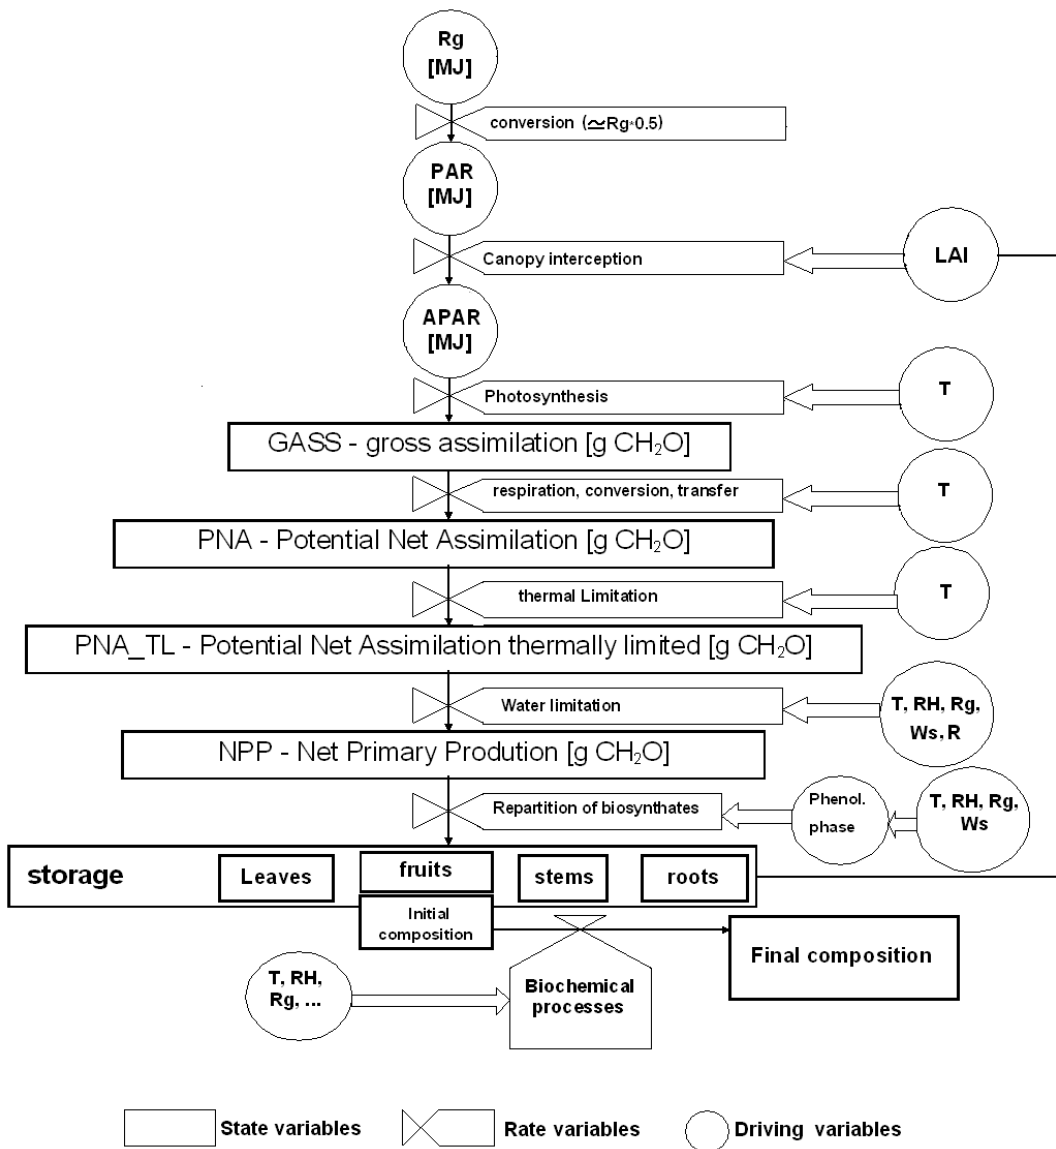 Rg
[MJ]
conversion (≃Rg*0.5)
PAR
[MJ]
Canopy interception
LAI
APAR
[MJ]
Photosynthesis
T
GASS - gross assimilation [g CH₂O]
respiration, conversion, transfer
T
PNA - Potential Net Assimilation [g CH₂O]
thermal Limitation
T
PNA_TL - Potential Net Assimilation thermally limited [g CH₂O]
Water limitation
T, RH, Rg,
Ws, R
NPP - Net Primary Prodution [g CH₂O]
Repartition of biosynthates
Phenol.
phase
T, RH, Rg,
Ws
storage
Leaves
fruits
stems
roots
Initial
composition
Final composition
T, RH,
Rg, ...
Biochemical
processes
State variables
Rate variables
Driving variables